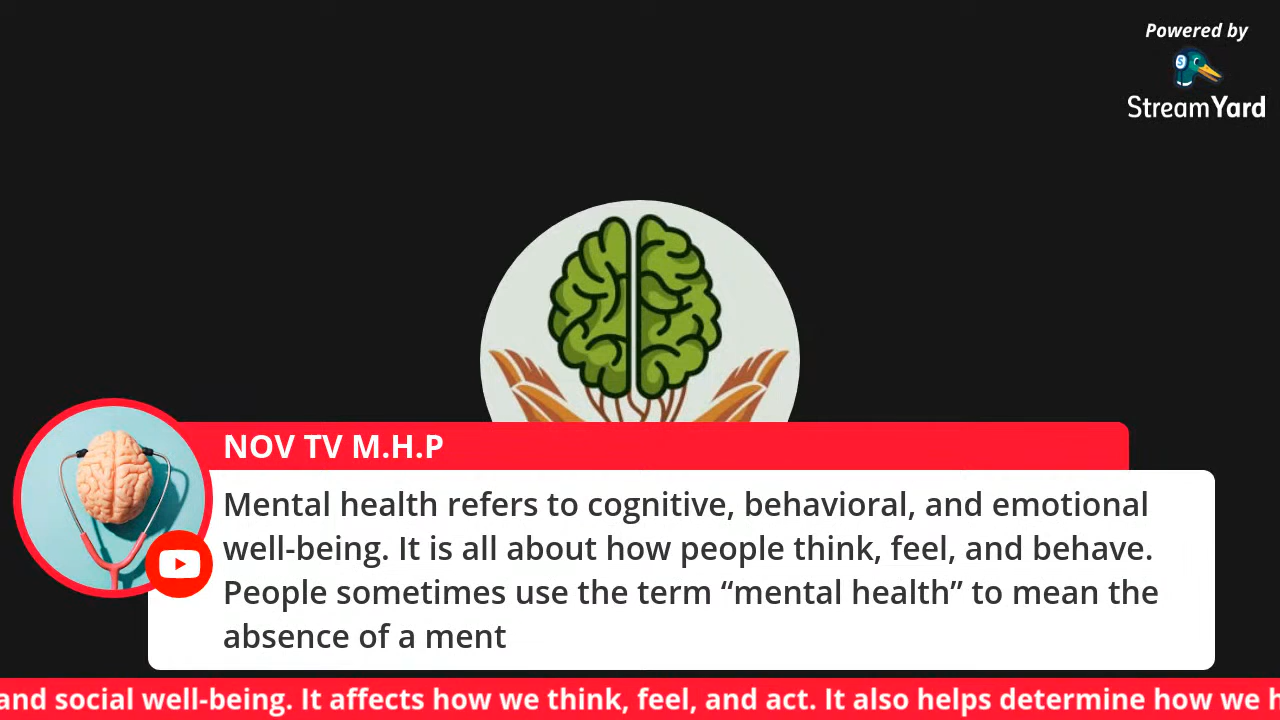 Powered by
StreamYard
NOV TV M.H.P
Mental health refers to cognitive, behavioral, and emotional
well-being. It is all about how people think, feel, and behave.
People sometimes use the term “mental health” to mean the
absence of a ment
and social well-being. It affects how we think, feel, and act. It also helps determine how we h